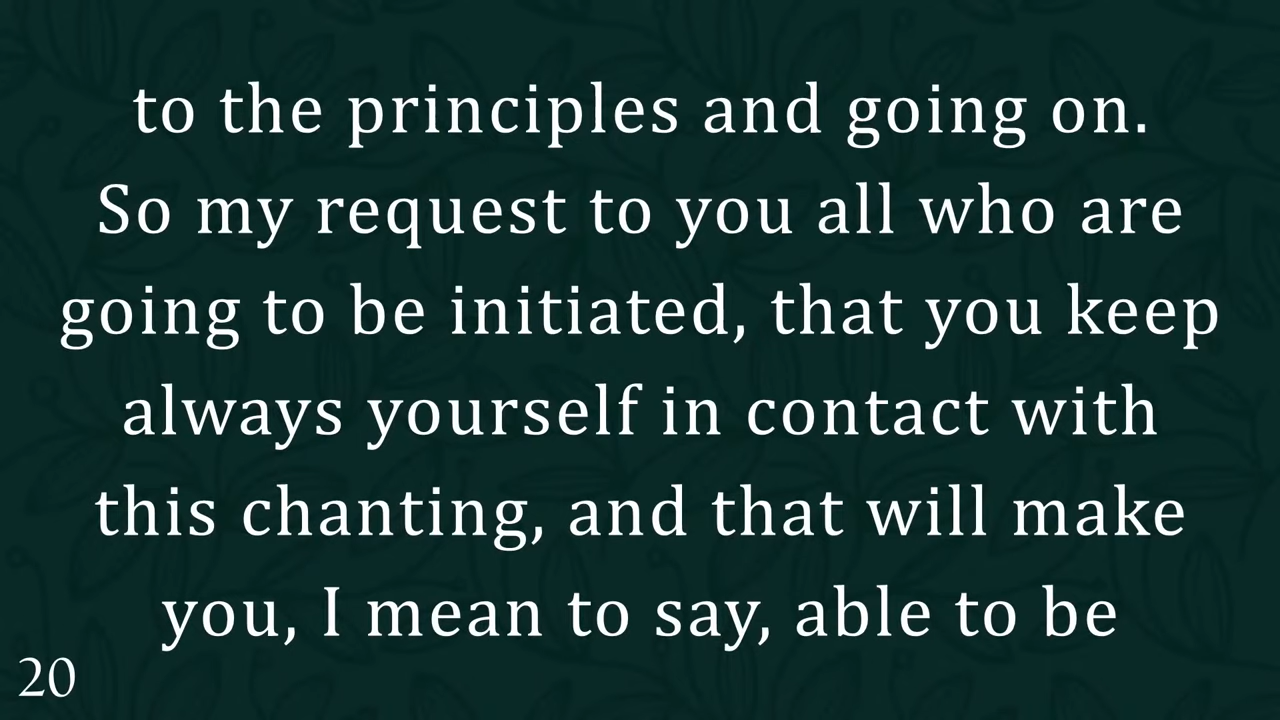 to the principles and going on.
So my request to you all who are
going to be initiated, that you keep
always yourself in contact with
this chanting, and that will make
you, I mean to say, able to be
20